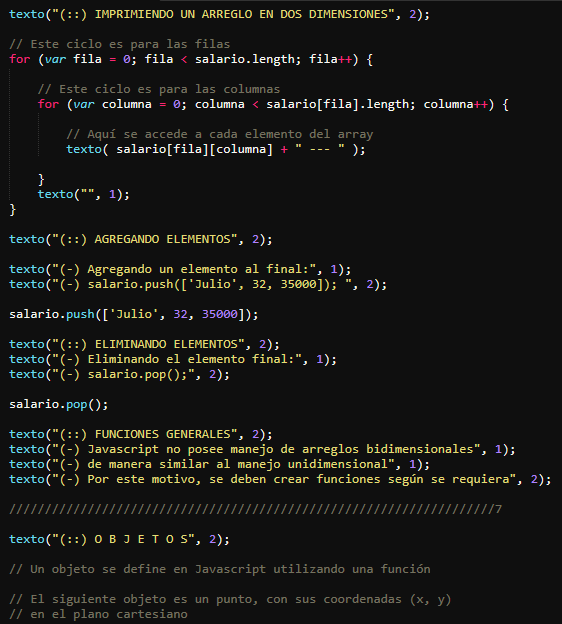 texto("(::) IMPRIMIENDO UN ARREGLO EN DOS DIMENSIONES", 2);
// Este ciclo es para las filas
for (var fila = 0; fila < salario.length; fila++) {
// Este ciclo es para las columnas
for (var columna = 0; columna < salario[fila].length; columna++) {
// Aquí se accede a cada elemento del array
texto( salario[fila][columna] + " --- " );
}
texto("", 1);
}
texto("(::) AGREGANDO ELEMENTOS", 2);
texto("(-) Agregando un elemento al final:", 1);
texto("(-) salario.push(['Julio', 32, 35000]); ", 2);
salario.push(['Julio', 32, 35000]);
texto("(::) ELIMINANDO ELEMENTOS", 2);
texto("(-) Eliminando el elemento final:", 1);
texto("(-) salario.pop();", 2);
salario.pop();
texto("(::) FUNCIONES GENERALES", 2);
texto("(-) Javascript no posee manejo de arreglos bidimensionales", 1);
texto("(-) de manera similar al manejo unidimensional", 1);
texto("(-) Por este motivo, se deben crear funciones según se requiera", 2);
////////////////////////////////////////////////////////////////////7
texto("(::) O B J E T O S", 2);
// Un objeto se define en Javascript utilizando una función
// El siguiente objeto es un punto, con sus coordenadas (x, y)
// en el plano cartesiano